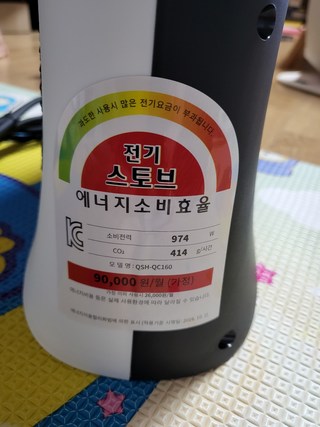 과도한 사용시 많은 전기요금이 부과됩니다.
전기
스토브
에너지소비효율
소비전력 974 W
CO₂ 414 g/시간
모 델 명 : QSH-QC160
90,000 원/월 (가정)